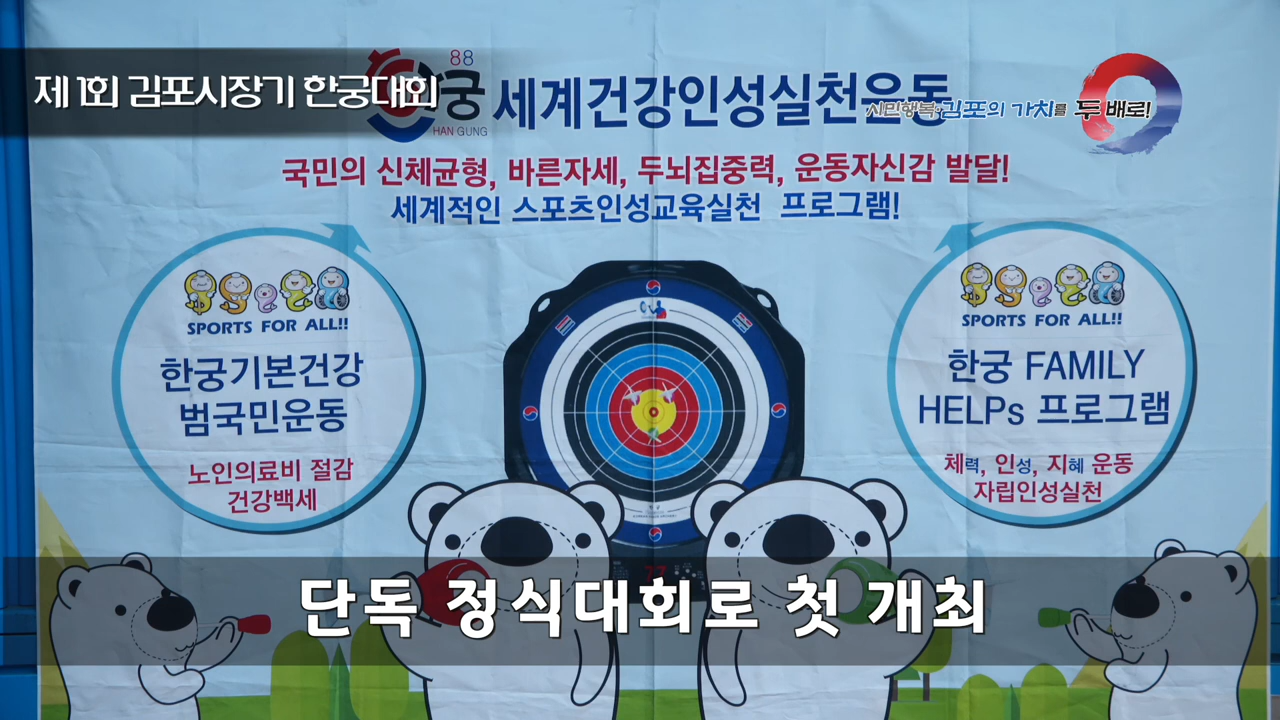 제 1회 김포시장기 한궁대회
88
한궁
HAN GUNG
세계건강인성실천운동
시민행복, 김포의 가치를 두 배로!
국민의 신체균형, 바른자세, 두뇌집중력, 운동자신감 발달!
세계적인 스포츠인성교육실천 프로그램!
SPORTS FOR ALL!!
한궁기본건강
범국민운동
노인의료비 절감
건강백세
SPORTS FOR ALL!!
한궁 FAMILY
HELPs 프로그램
체력, 인성, 지혜 운동
자립인성실천
단독 정식대회로 첫 개최